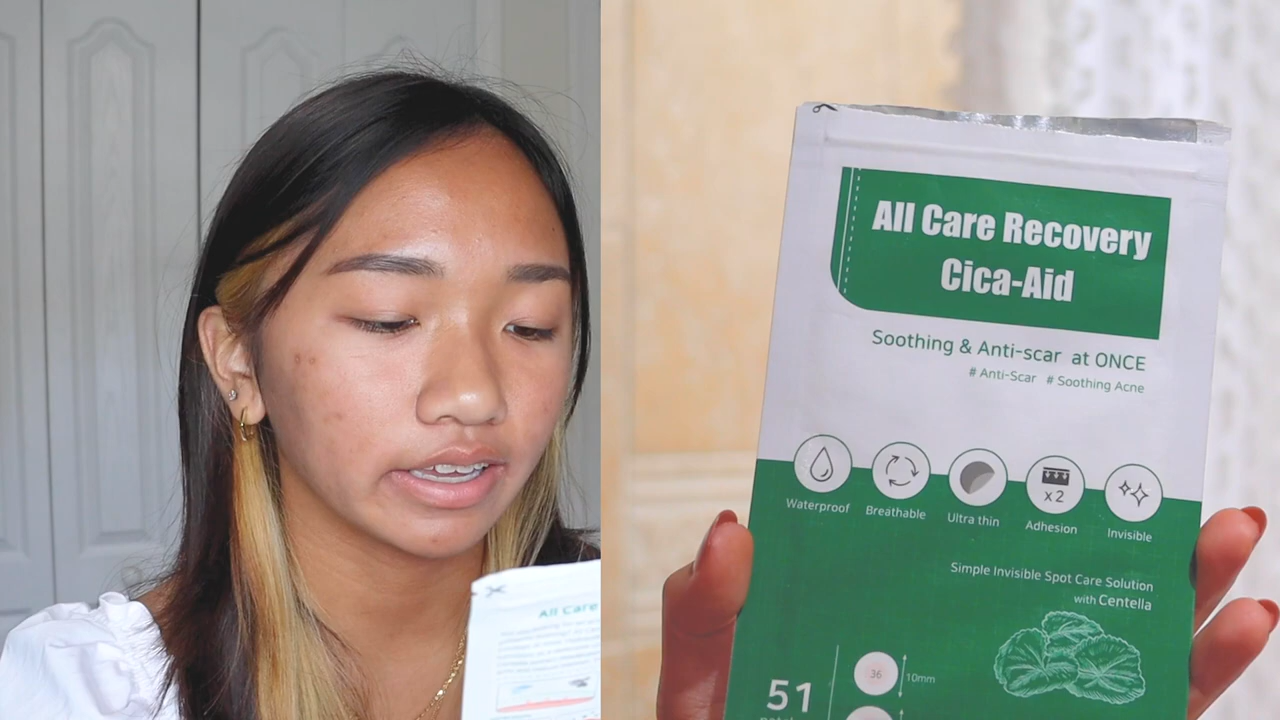 All Care
All Care Recovery
Cica-Aid
Soothing & Anti-scar at ONCE
# Anti-Scar # Soothing Acne
x 2
Waterproof Breathable Ultra thin Adhesion Invisible
Simple Invisible Spot Care Solution
with Centella
51
36
10mm